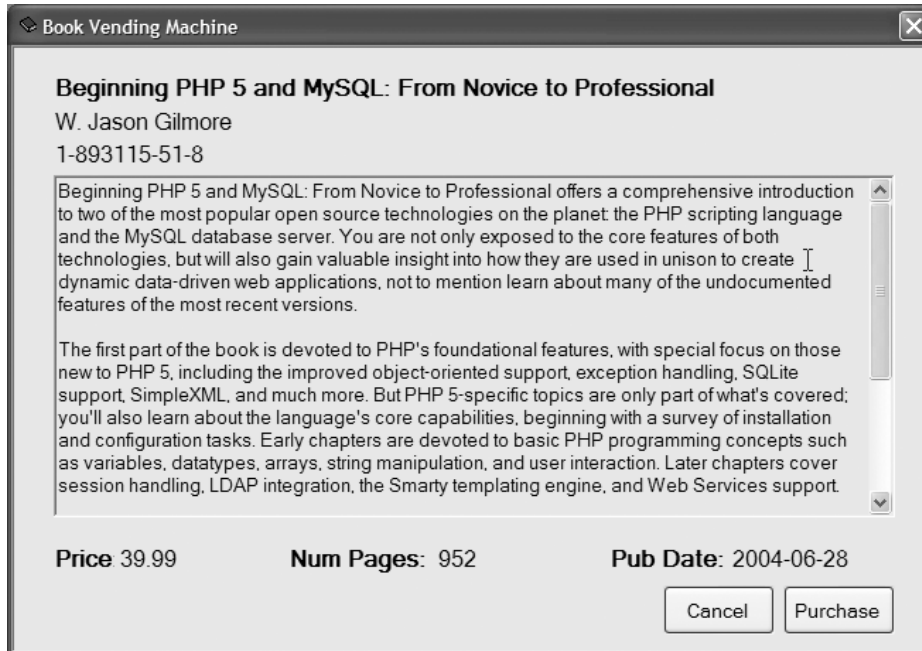 Book Vending Machine
Beginning PHP 5 and MySQL: From Novice to Professional
W. Jason Gilmore
1-893115-51-8
Beginning PHP 5 and MySQL: From Novice to Professional offers a comprehensive introduction
to two of the most popular open source technologies on the planet: the PHP scripting language
and the MySQL database server. You are not only exposed to the core features of both
technologies, but will also gain valuable insight into how they are used in unison to create
dynamic data-driven web applications, not to mention learn about many of the undocumented
features of the most recent versions.
The first part of the book is devoted to PHP's foundational features, with special focus on those
new to PHP 5, including the improved object-oriented support, exception handling, SQLite
support, SimpleXML, and much more. But PHP 5-specific topics are only part of what's covered;
you'll also learn about the language's core capabilities, beginning with a survey of installation
and configuration tasks. Early chapters are devoted to basic PHP programming concepts such
as variables, datatypes, arrays, string manipulation, and user interaction. Later chapters cover
session handling, LDAP integration, the Smarty templating engine, and Web Services support.
Price: 39.99 Num Pages: 952 Pub Date: 2004-06-28
Cancel Purchase